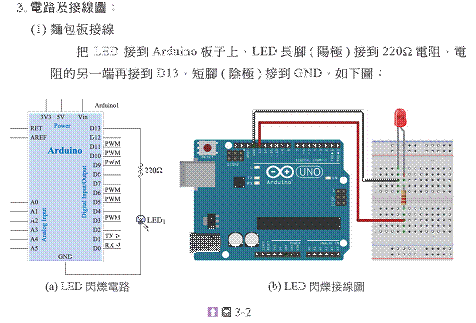 3. 電路及接線圖：
(1) 麵包板接線
把 LED 接到 Arduino 板子上，LED 長腳 ( 陽極 ) 接到 220Ω 電阻，電
阻的另一端再接到 D13，短腳 ( 陰極 ) 接到 GND，如下圖：
Arduino1
3V3 5V Vin
Power
RET
AREF
Arduino
Analog Input
Digital Input/Output
A0
A1
A2
A3
A4
A5
D13
D12
D11 PWM
D10 PWM
D9 PWM
D8
D7
D6 PWM
D5 PWM
D4
D3 PWM
D2
D1 TX
D0 RX
GND
220Ω
LED1
UNO
Arduino
(a) LED 閃爍電路
(b) LED 閃爍接線圖
圖 3-2